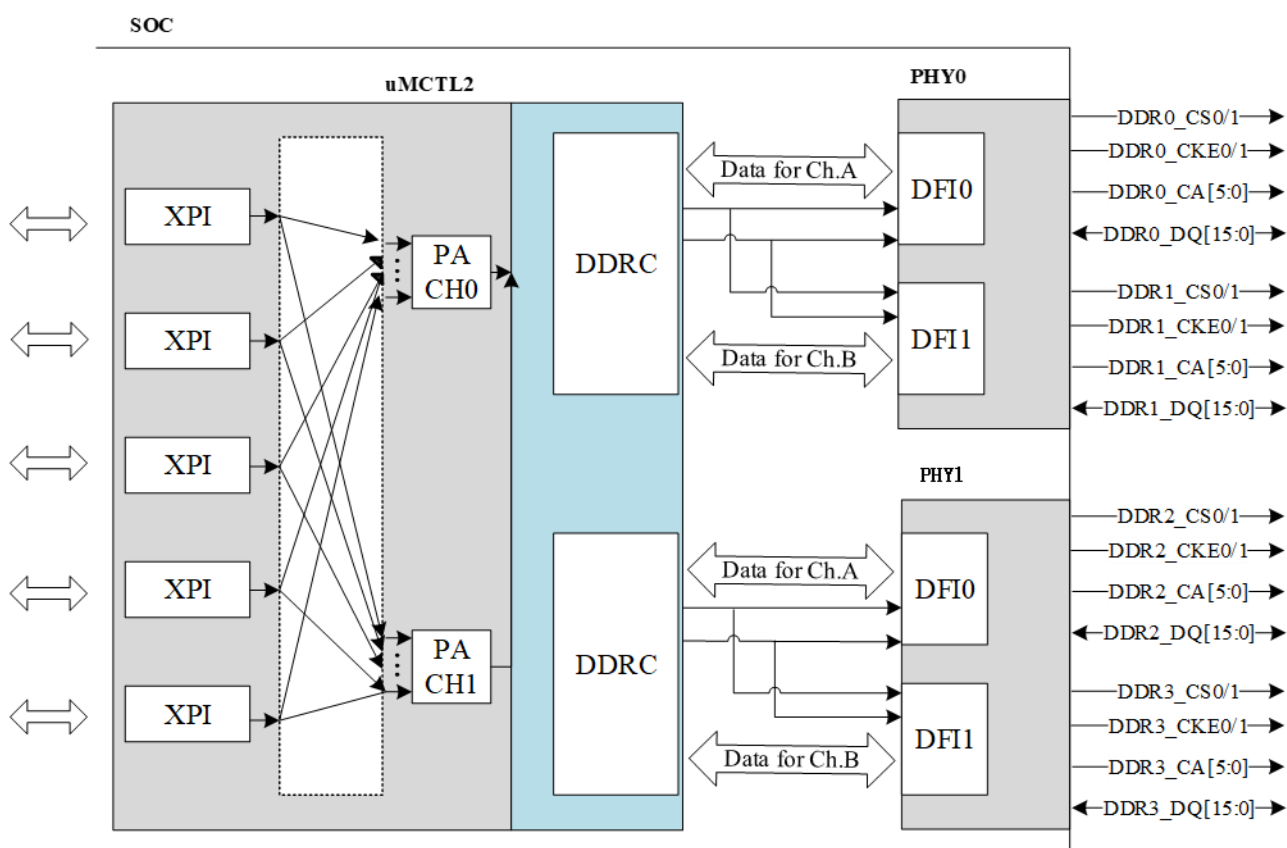 SOC
uMCTL2
PHY0
XPI
XPI
XPI
XPI
XPI
PA
CH0
PA
CH1
DDRC
DDRC
Data for Ch.A
Data for Ch.B
DFI0
DFI1
DDR0_CS0/1
DDR0_CKE0/1
DDR0_CA[5:0]
DDR0_DQ[15:0]
DDR1_CS0/1
DDR1_CKE0/1
DDR1_CA[5:0]
DDR1_DQ[15:0]
PHY1
Data for Ch.A
Data for Ch.B
DFI0
DFI1
DDR2_CS0/1
DDR2_CKE0/1
DDR2_CA[5:0]
DDR2_DQ[15:0]
DDR3_CS0/1
DDR3_CKE0/1
DDR3_CA[5:0]
DDR3_DQ[15:0]